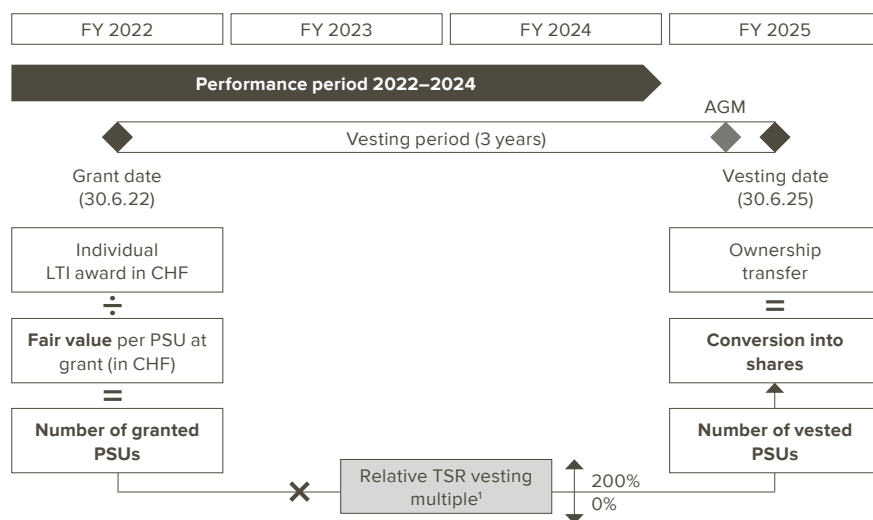 FY 2022
FY 2023
FY 2024
FY 2025
Performance period 2022–2024
AGM
Vesting period (3 years)
Grant date
(30.6.22)
Vesting date
(30.6.25)
Individual
LTI award in CHF
Ownership
transfer
÷
=
Fair value per PSU at
grant (in CHF)
Conversion into
shares
=
Number of granted
PSUs
Number of vested
PSUs
×
Relative TSR vesting
multiple¹
200%
0%